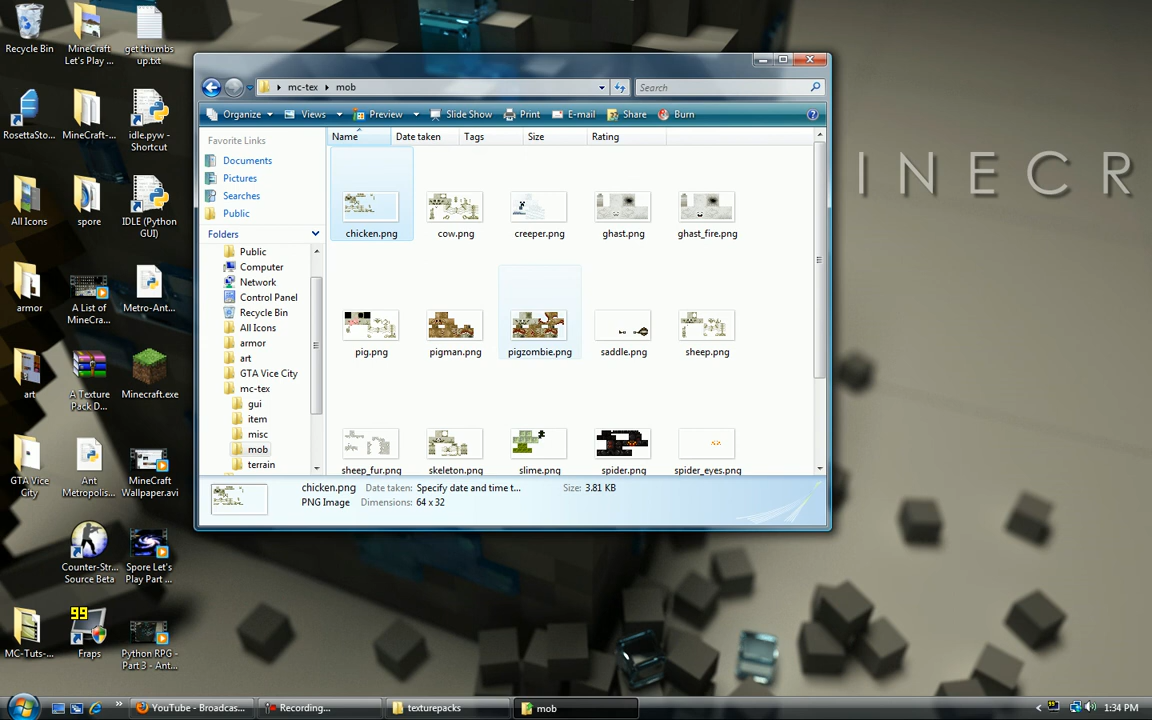 Recycle Bin
MineCraft
Let's Play ...
get thumbs
up.txt
RosettaSto...
MineCraft-...
idle.pyw -
Shortcut
All Icons
spore
IDLE (Python
GUI)
armor
A List of
MineCra...
Metro-Ant...
art
A Texture
Pack D...
Minecraft.exe
GTA Vice
City
Ant
Metropolis...
MineCraft
Wallpaper.avi
Counter-Str...
Source Beta
Spore Let's
Play Part ...
99
MC-Tuts-...
Fraps
Python RPG -
Part 3 - Ant...
INECR
mc-tex
mob
Search
Organize
Views
Preview
Slide Show
Print
E-mail
Share
Burn
Favorite Links
Documents
Pictures
Searches
Public
Folders
Public
Computer
Network
Control Panel
Recycle Bin
All Icons
armor
art
GTA Vice City
mc-tex
gui
item
misc
mob
terrain
Name
Date taken
Tags
Size
Rating
chicken.png
cow.png
creeper.png
ghast.png
ghast_fire.png
pig.png
pigman.png
pigzombie.png
saddle.png
sheep.png
sheep_fur.png
skeleton.png
slime.png
spider.png
spider_eyes.png
chicken.png Date taken: Specify date and time t... Size: 3.81 KB
PNG Image Dimensions: 64 x 32
YouTube - Broadcas...
Recording...
texturepacks
mob
1:34 PM